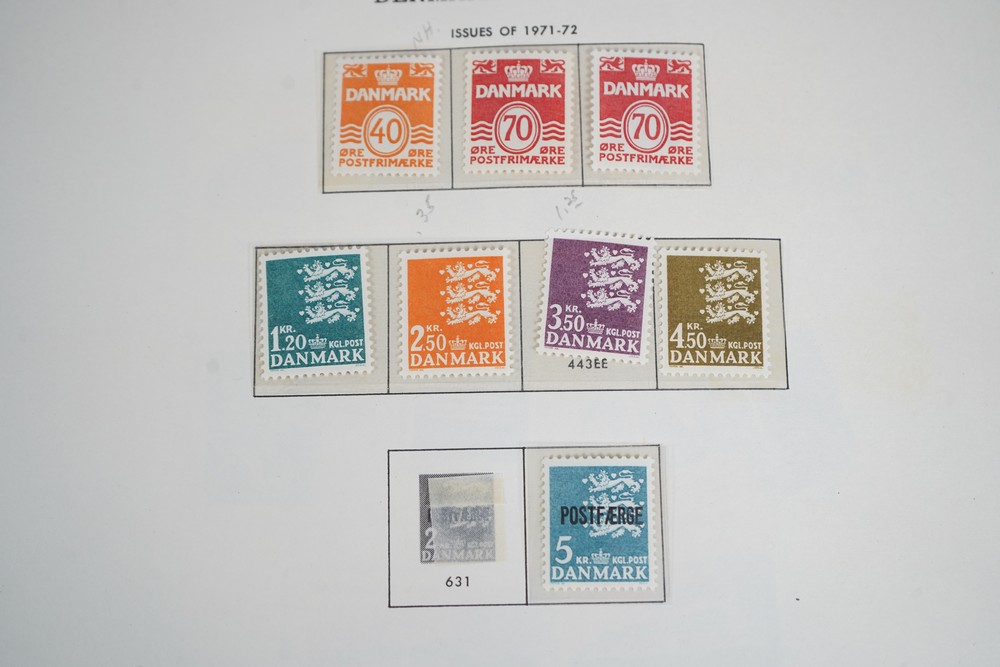 ISSUES OF 1971-72
NH.
DANMARK
40
ØRE ØRE
POSTFRIMÆRKE
DANMARK
70
ØRE ØRE
POSTFRIMÆRKE
DANMARK
70
ØRE ØRE
POSTFRIMÆRKE
.35
1.25
KR.
1.20 KGL.POST
DANMARK
KR.
2.50 KGL.POST
DANMARK
KR.
3.50 KGL.POST
DANMARK
443EE
KR.
4.50 KGL.POST
DANMARK
2
DANMARK
631
POSTFÆRGE
5 KR. KGL.POST
DANMARK